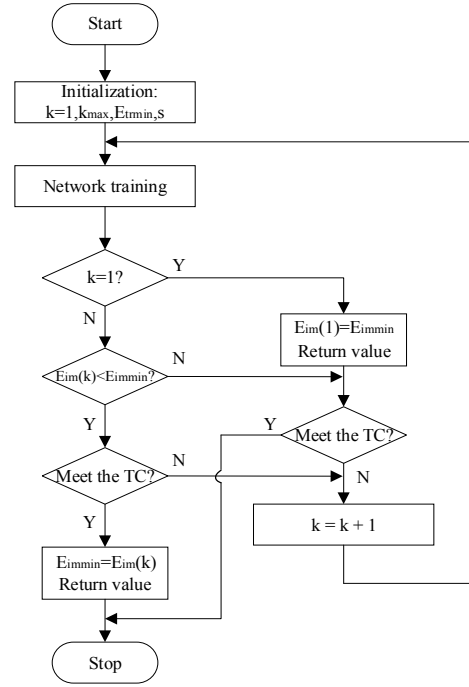 Start
Initialization:
k=1,kmax,Etrmin,s
Network training
k=1?
Y
N
Eim(1)=Eimmin
Return value
Eim(k)<Eimmin?
N
Y
Y
Meet the TC?
N
Meet the TC?
N
Y
k = k + 1
Eimmin=Eim(k)
Return value
Stop